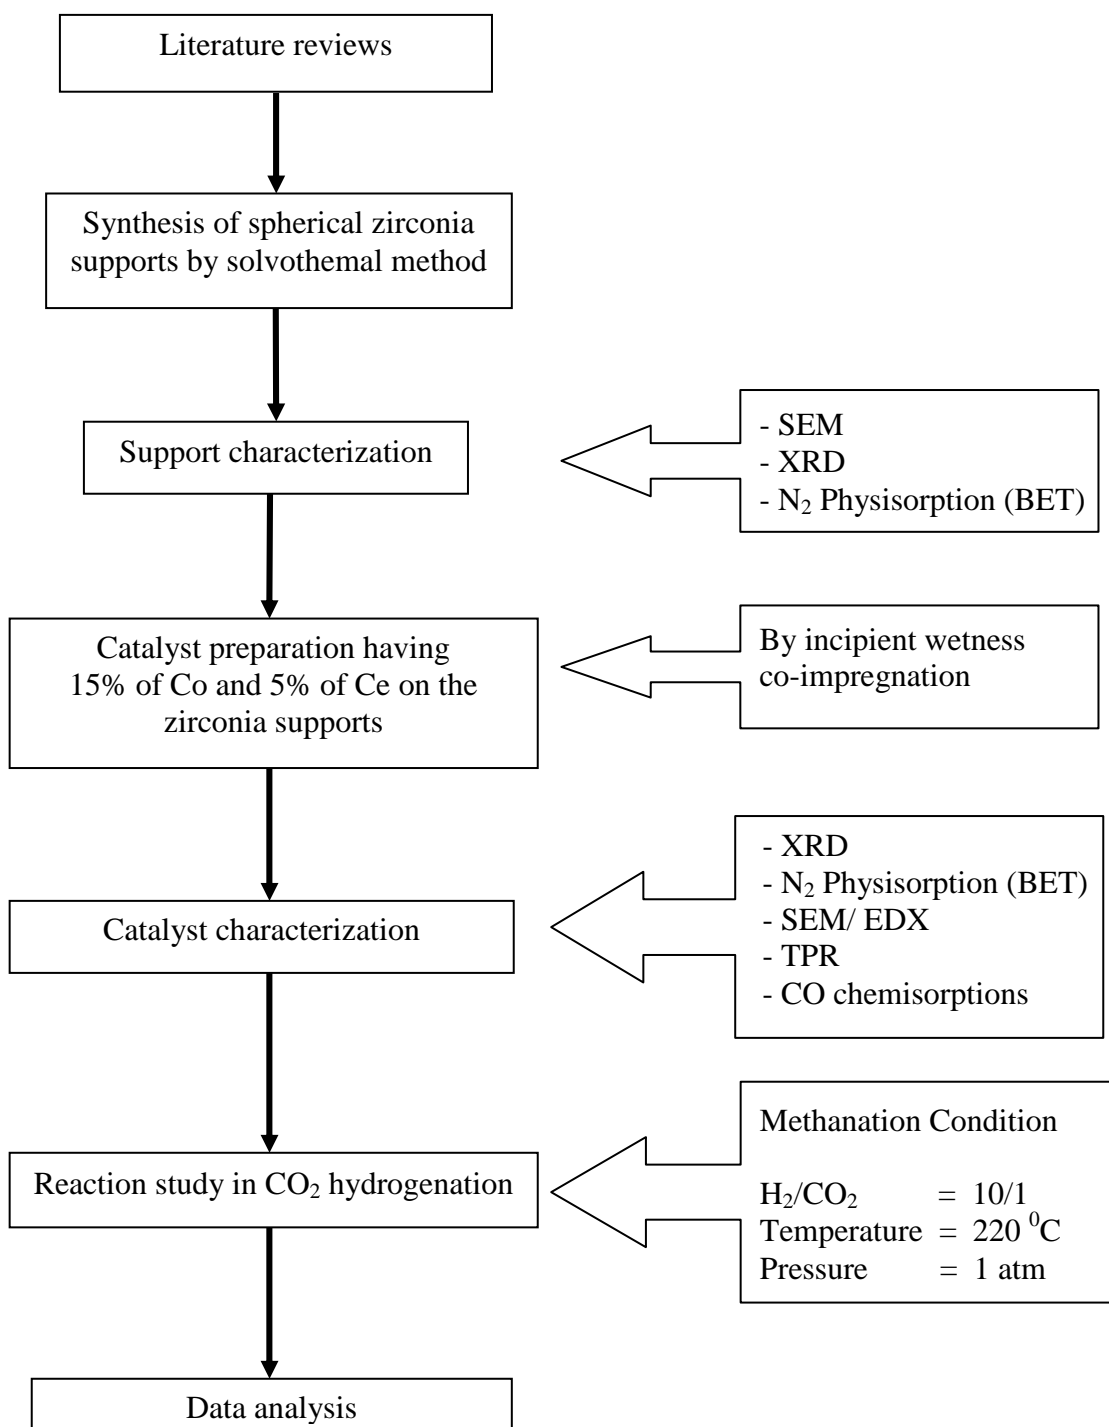 Literature reviews
Synthesis of spherical zirconia
supports by solvothemal method
Support characterization
- SEM
- XRD
- N₂ Physisorption (BET)
Catalyst preparation having
15% of Co and 5% of Ce on the
zirconia supports
By incipient wetness
co-impregnation
Catalyst characterization
- XRD
- N₂ Physisorption (BET)
- SEM/ EDX
- TPR
- CO chemisorptions
Reaction study in CO₂ hydrogenation
Methanation Condition
H₂/CO₂ = 10/1
Temperature = 220 ⁰C
Pressure = 1 atm
Data analysis